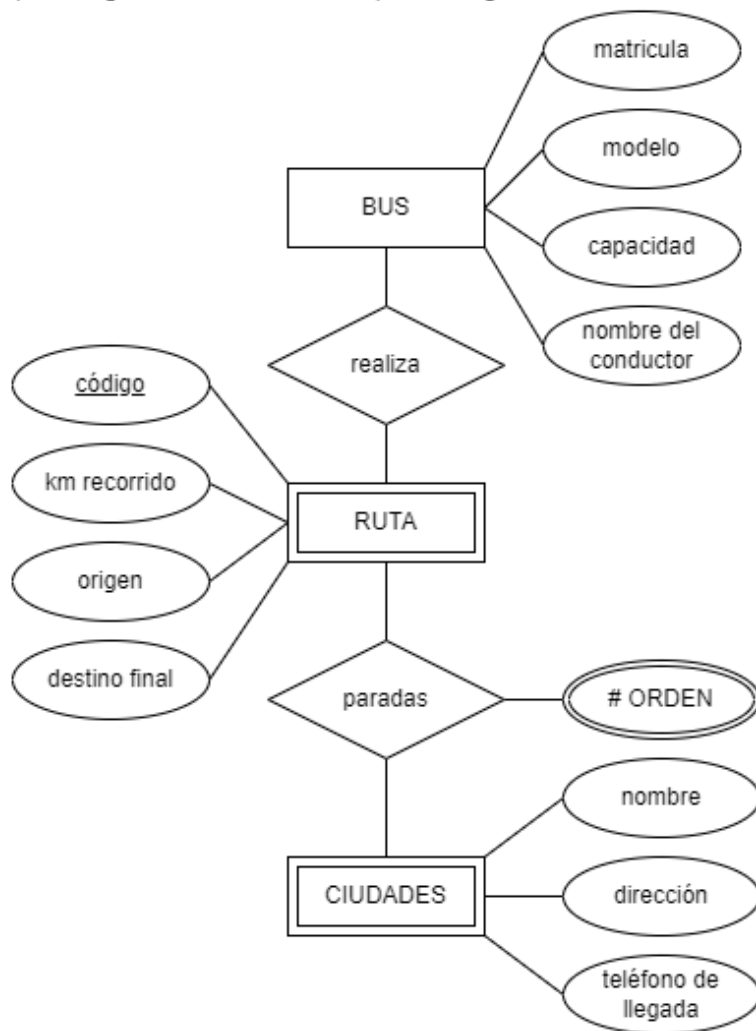 matricula
modelo
BUS
capacidad
nombre del
conductor
realiza
código
km recorrido
RUTA
origen
destino final
paradas
# ORDEN
nombre
CIUDADES
dirección
teléfono de
llegada